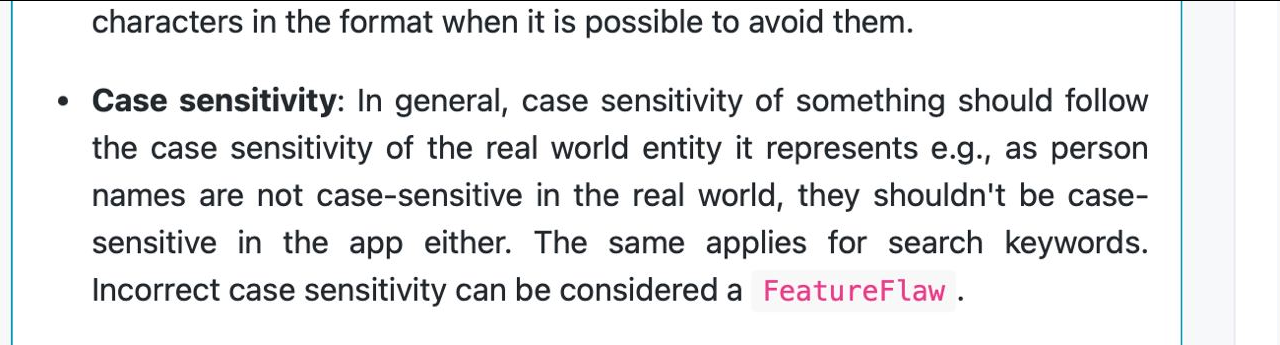 characters in the format when it is possible to avoid them.
• Case sensitivity: In general, case sensitivity of something should follow
the case sensitivity of the real world entity it represents e.g., as person
names are not case-sensitive in the real world, they shouldn't be case-
sensitive in the app either. The same applies for search keywords.
Incorrect case sensitivity can be considered a FeatureFlaw .